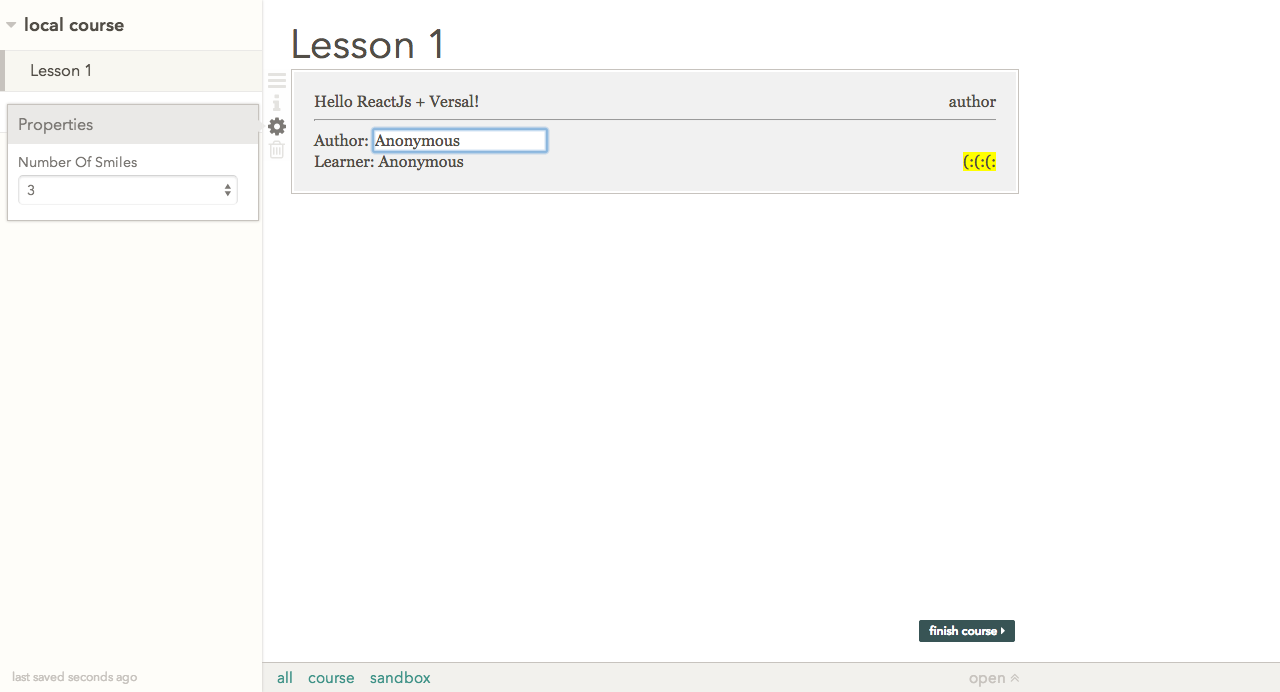 local course
Lesson 1
Properties
Number Of Smiles
3
last saved seconds ago
Lesson 1
Hello ReactJs + Versal! author
Author: Anonymous
Learner: Anonymous (:(:(:
finish course
all course sandbox open